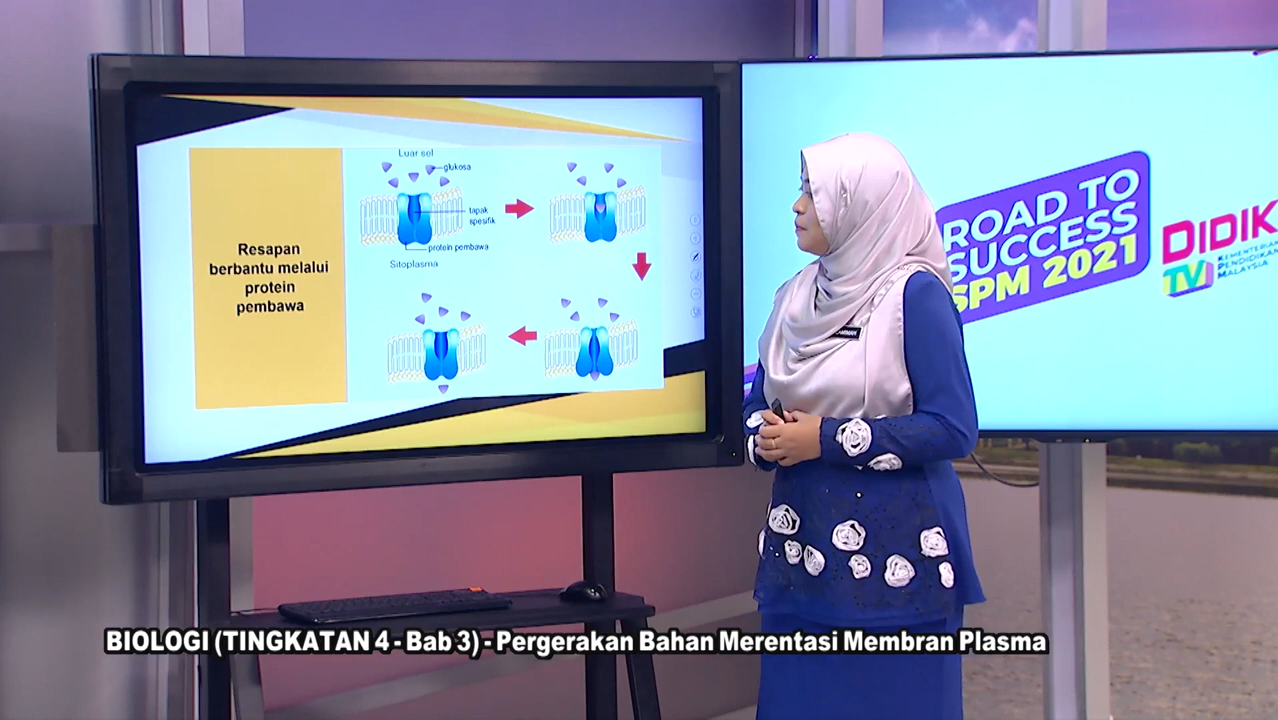 Resapan
berbantu melalui
protein
pembawa
Luar sel
glukosa
tapak
spesifik
protein pembawa
Sitoplasma
ROAD TO
SUCCESS
SPM 2021
DIDIK
TV
KEMENTERIAN
PENDIDIKAN
MALAYSIA
BIOLOGI (TINGKATAN 4 - Bab 3) - Pergerakan Bahan Merentasi Membran Plasma